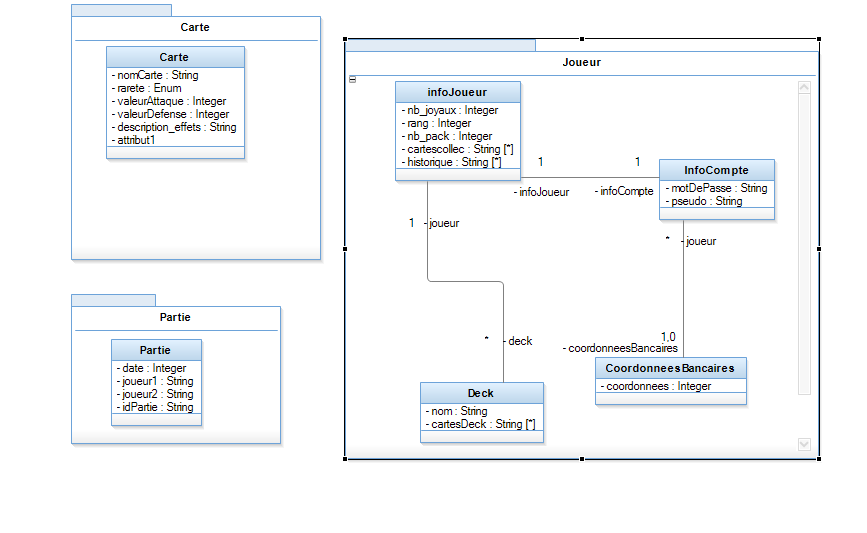 Carte
Carte
- nomCarte : String
- rarete : Enum
- valeurAttaque : Integer
- valeurDefense : Integer
- description_effets : String
- attribut1
Partie
Partie
- date : Integer
- joueur1 : String
- joueur2 : String
- idPartie : String
Joueur
infoJoueur
- nb_joyaux : Integer
- rang : Integer
- nb_pack : Integer
- cartescollec : String [*]
- historique : String [*]
1
1
- infoJoueur
- infoCompte
InfoCompte
- motDePasse : String
- pseudo : String
1
- joueur
*
- joueur
*
- deck
1,0
- coordonneesBancaires
CoordonneesBancaires
- coordonnees : Integer
Deck
- nom : String
- cartesDeck : String [*]